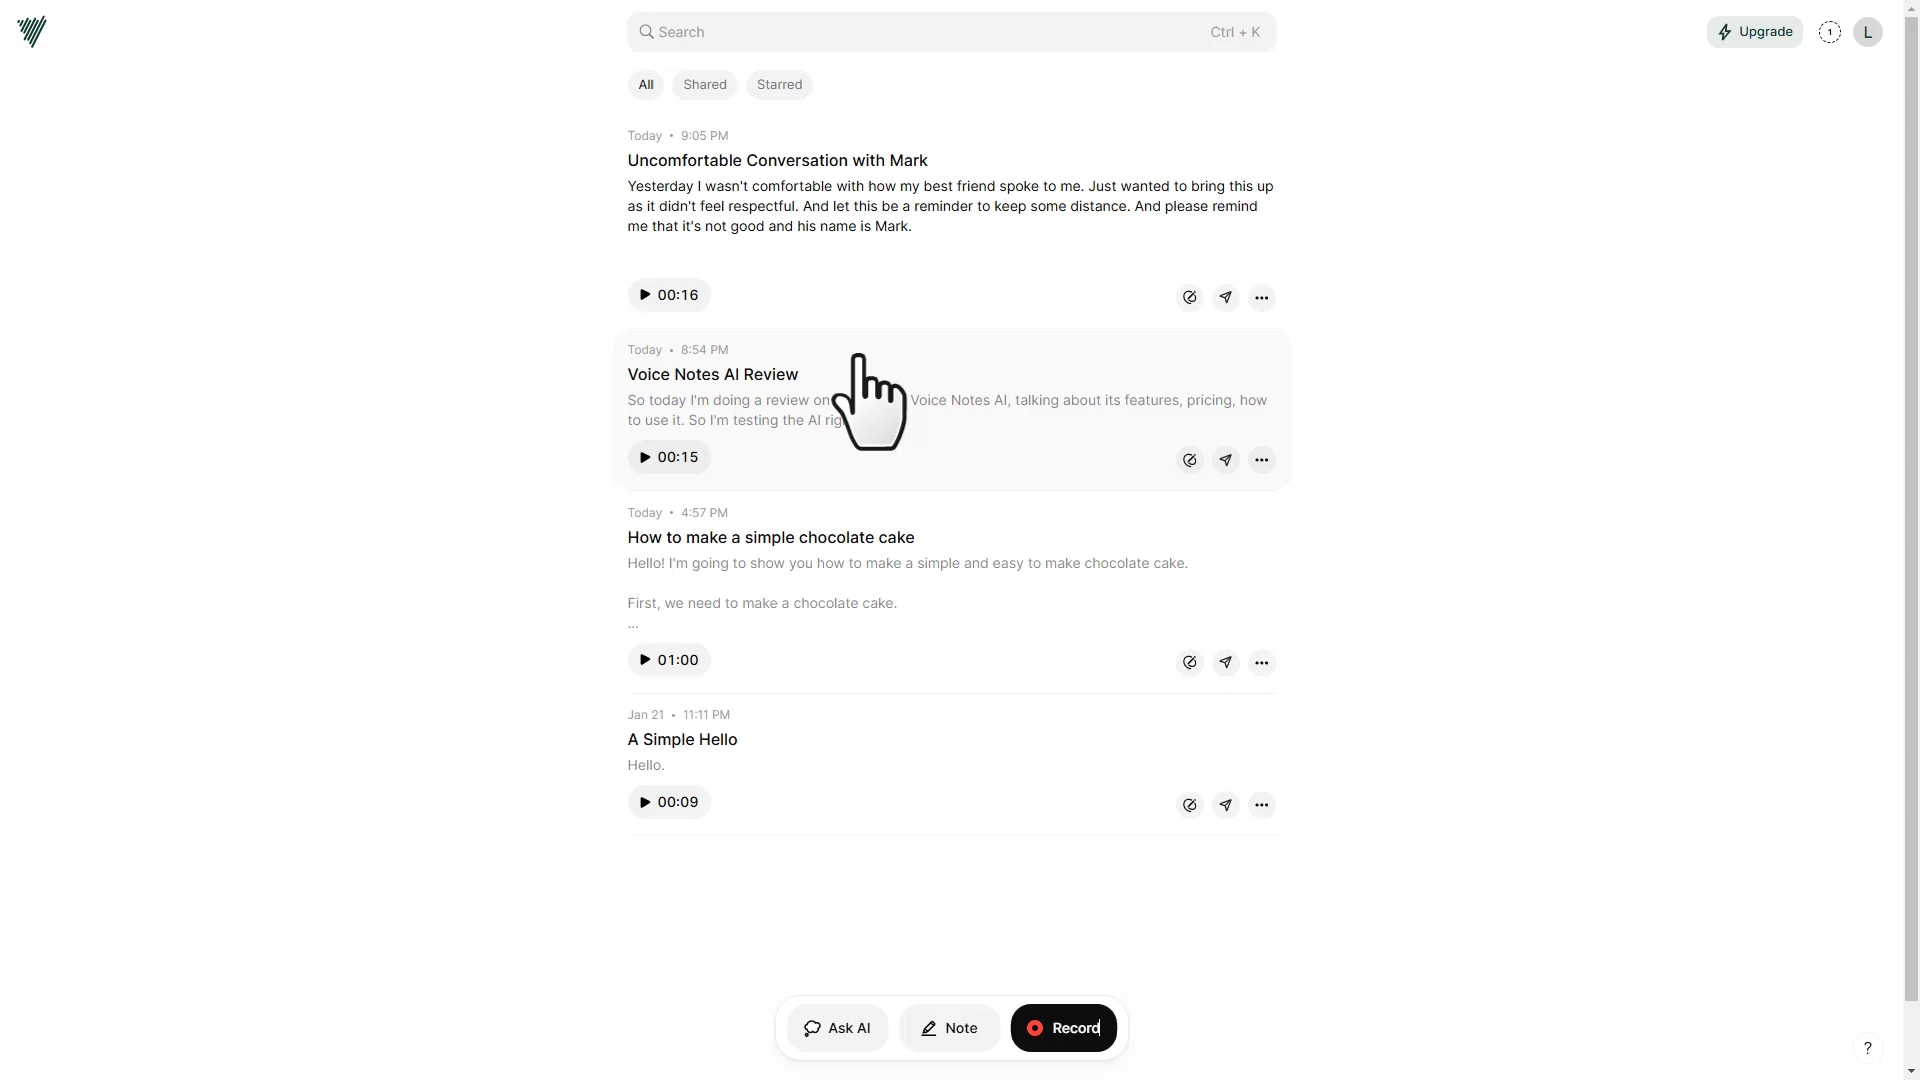 Search Ctrl + K
Upgrade 1 L
All Shared Starred
Today • 9:05 PM
Uncomfortable Conversation with Mark
Yesterday I wasn't comfortable with how my best friend spoke to me. Just wanted to bring this up
as it didn't feel respectful. And let this be a reminder to keep some distance. And please remind
me that it's not good and his name is Mark.
00:16
Today • 8:54 PM
Voice Notes AI Review
So today I'm doing a review on Voice Notes AI, talking about its features, pricing, how
to use it. So I'm testing the AI
00:15
Today • 4:57 PM
How to make a simple chocolate cake
Hello! I'm going to show you how to make a simple and easy to make chocolate cake.
First, we need to make a chocolate cake.
...
01:00
Jan 21 • 11:11 PM
A Simple Hello
Hello.
00:09
Ask AI Note Record
?